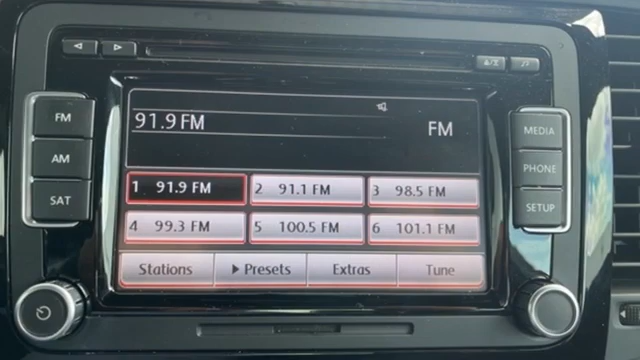 FM
AM
SAT
91.9 FM
FM
1 91.9 FM
2 91.1 FM
3 98.5 FM
4 99.3 FM
5 100.5 FM
6 101.1 FM
Stations
Presets
Extras
Tune
MEDIA
PHONE
SETUP